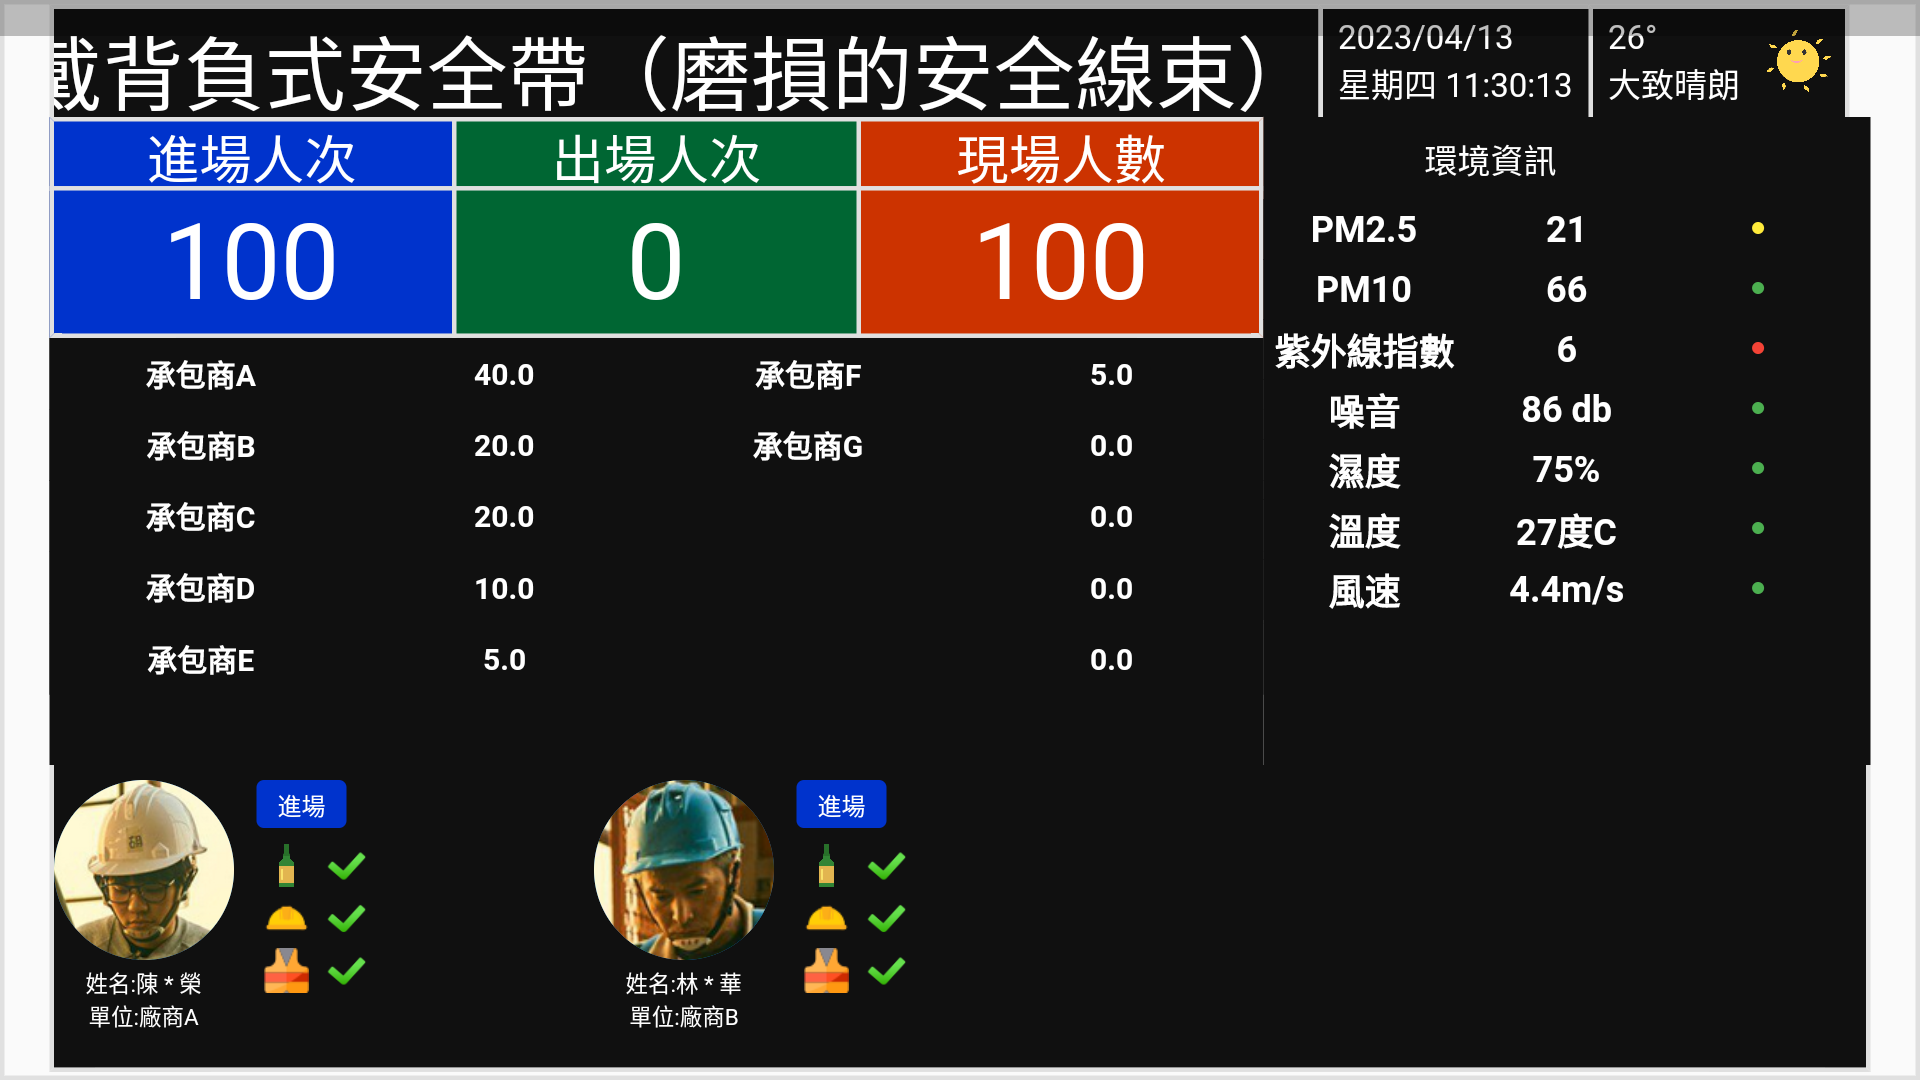 戴背負式安全帶（磨損的安全線束）
2023/04/13
星期四 11:30:13
26°
大致晴朗
進場人次 出場人次 現場人數
100 0 100
承包商A 40.0 承包商F 5.0
承包商B 20.0 承包商G 0.0
承包商C 20.0 0.0
承包商D 10.0 0.0
承包商E 5.0 0.0
環境資訊
PM2.5 21
PM10 66
紫外線指數 6
噪音 86 db
濕度 75%
溫度 27度C
風速 4.4m/s
進場
胡
姓名:陳 * 榮
單位:廠商A
進場
姓名:林 * 華
單位:廠商B